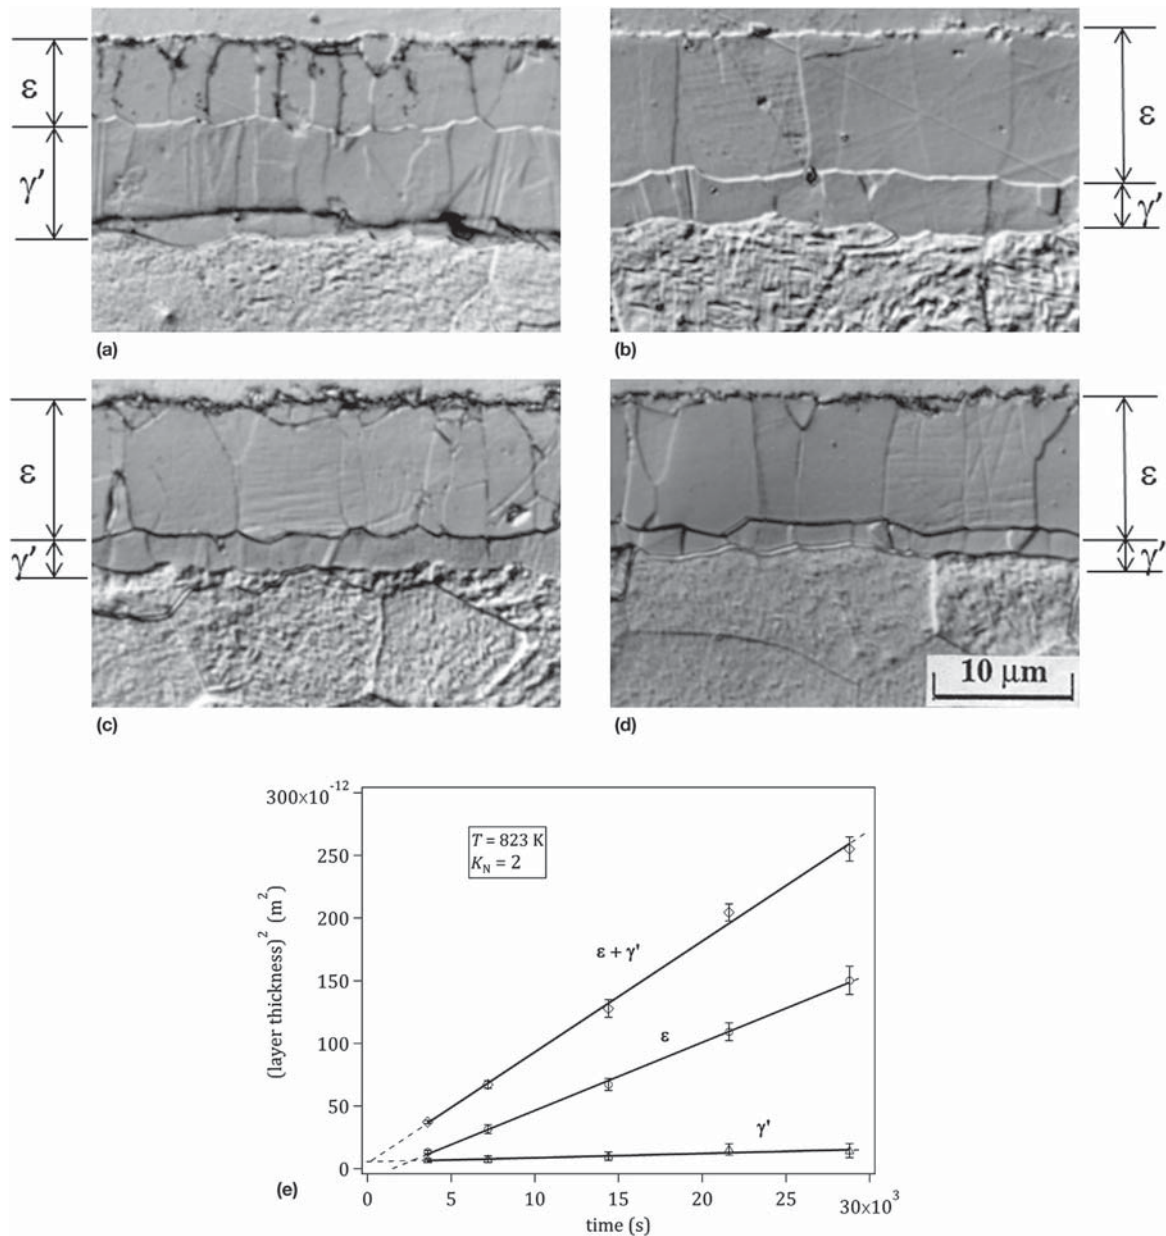 ε
γ'
(a)
ε
γ'
(b)
ε
γ'
(c)
ε
γ'
10 μm
(d)
300×10⁻¹²
250
200
150
100
50
0
(layer thickness)² (m²)
T = 823 K
K_N = 2
ε + γ'
ε
γ'
0
5
10
15
20
25
30×10³
time (s)
(e)